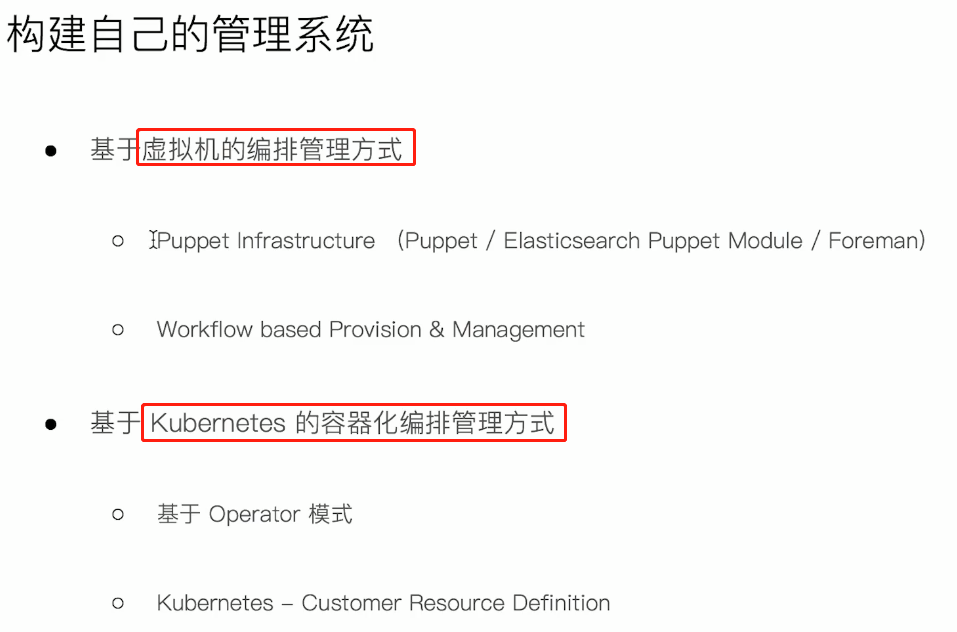 构建自己的管理系统
基于虚拟机的编排管理方式
Puppet Infrastructure （Puppet / Elasticsearch Puppet Module / Foreman）
Workflow based Provision & Management
基于 Kubernetes 的容器化编排管理方式
基于 Operator 模式
Kubernetes – Customer Resource Definition